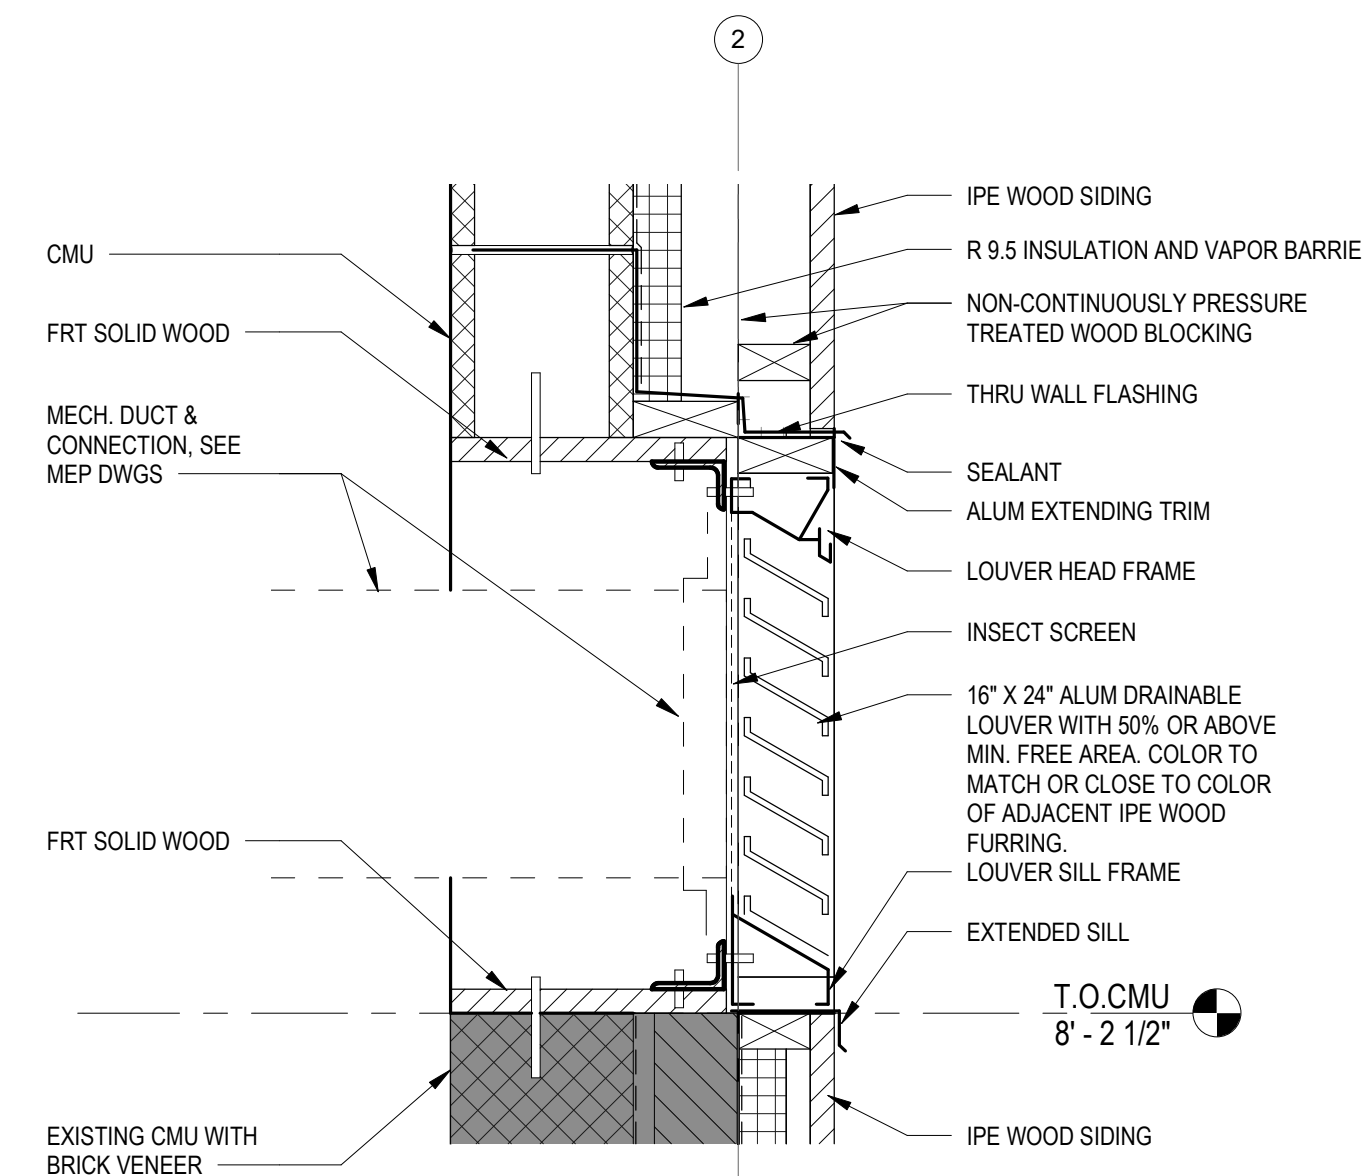 2
CMU
FRT SOLID WOOD
MECH. DUCT &
CONNECTION, SEE
MEP DWGS
FRT SOLID WOOD
EXISTING CMU WITH
BRICK VENEER
IPE WOOD SIDING
R 9.5 INSULATION AND VAPOR BARRIE
NON-CONTINUOUSLY PRESSURE
TREATED WOOD BLOCKING
THRU WALL FLASHING
SEALANT
ALUM EXTENDING TRIM
LOUVER HEAD FRAME
INSECT SCREEN
16" X 24" ALUM DRAINABLE
LOUVER WITH 50% OR ABOVE
MIN. FREE AREA. COLOR TO
MATCH OR CLOSE TO COLOR
OF ADJACENT IPE WOOD
FURRING.
LOUVER SILL FRAME
EXTENDED SILL
T.O.CMU
8' - 2 1/2"
IPE WOOD SIDING